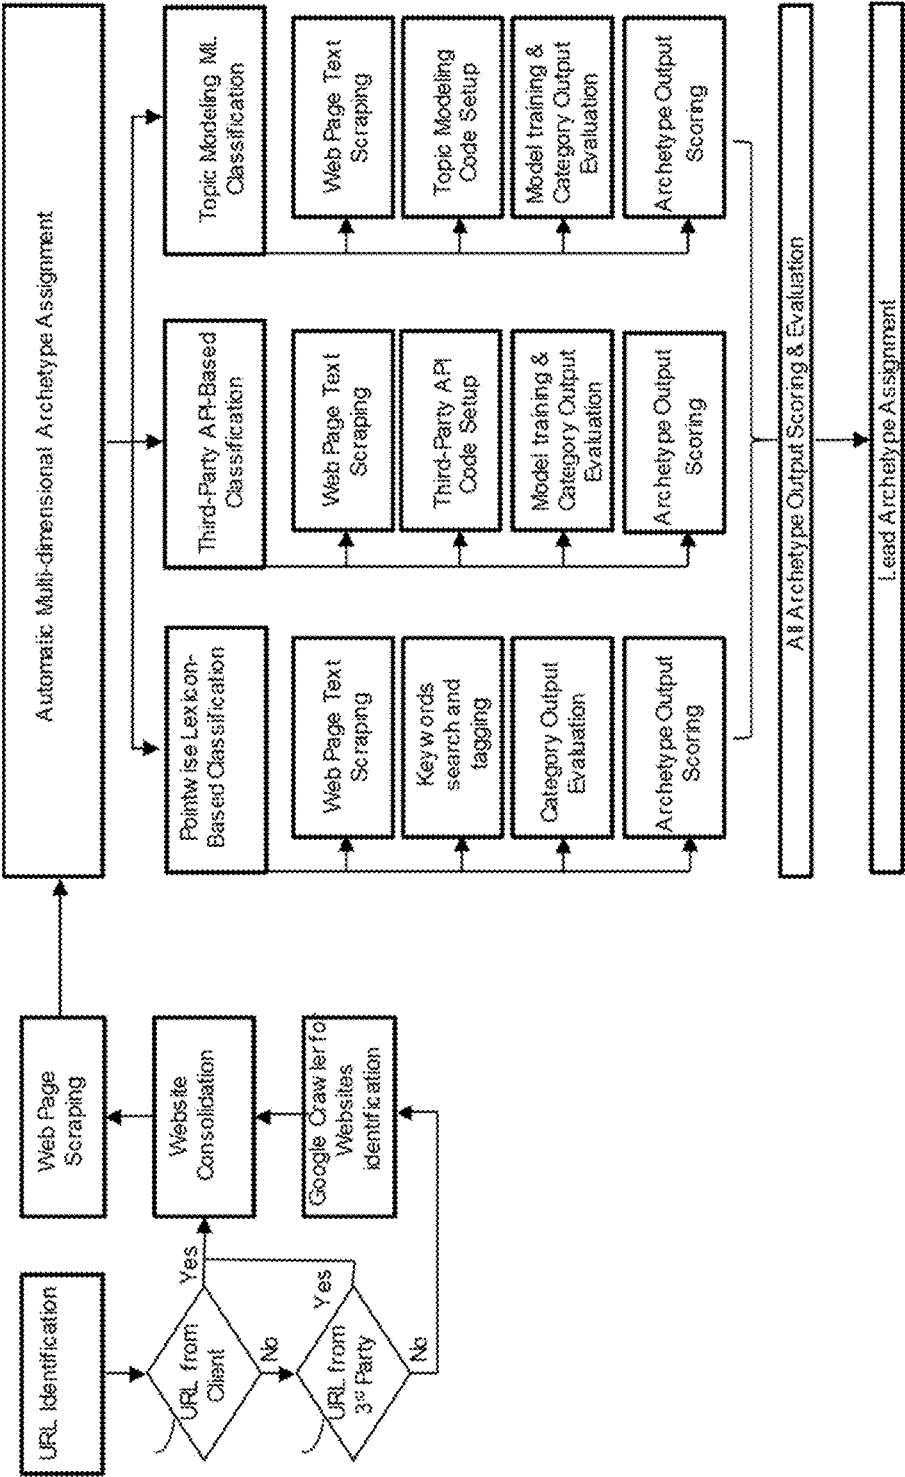 URL Identification
URL from
Client
Yes
No
URL from
3rd Party
Yes
No
Web Page
Scraping
Website
Consolidation
Google Crawler for
Websites
identification
Automatic Multi-dimensional Archetype Assignment
Pointwise Lexicon-
Based Classification
Web Page Text
Scraping
Keywords
search and
tagging
Category Output
Evaluation
Archetype Output
Scoring
Third-Party API-Based
Classification
Web Page Text
Scraping
Third-Party API
Code Setup
Model training &
Category Output
Evaluation
Archetype Output
Scoring
Topic Modeling ML
Classification
Web Page Text
Scraping
Topic Modeling
Code Setup
Model training &
Category Output
Evaluation
Archetype Output
Scoring
All Archetype Output Scoring & Evaluation
Lead Archetype Assignment